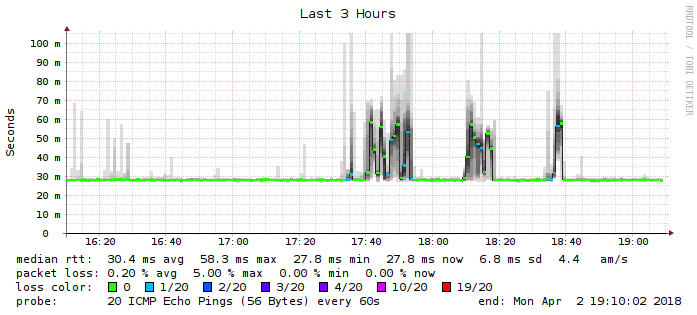 Last 3 Hours
RRDTOOL / TOBI OETIKER
Seconds
100 m
90 m
80 m
70 m
60 m
50 m
40 m
30 m
20 m
10 m
0
16:20 16:40 17:00 17:20 17:40 18:00 18:20 18:40 19:00
median rtt: 30.4 ms avg 58.3 ms max 27.8 ms min 27.8 ms now 6.8 ms sd 4.4 am/s
packet loss: 0.20 % avg 5.00 % max 0.00 % min 0.00 % now
loss color: 0 1/20 2/20 3/20 4/20 10/20 19/20
probe: 20 ICMP Echo Pings (56 Bytes) every 60s end: Mon Apr 2 19:10:02 2018